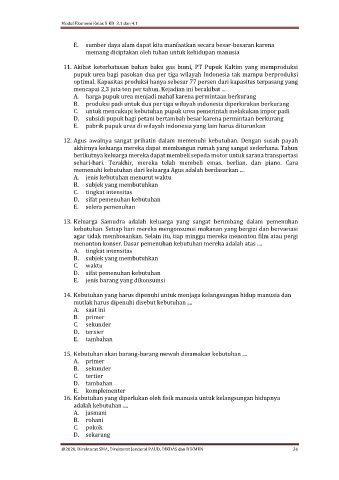 Modul Ekonomi Kelas X KD 3.1 dan 4.1
E. sumber daya alam dapat kita manfaatkan secara besar-besaran karena
memang diciptakan oleh tuhan untuk kehidupan manusia
11. Akibat keterbatasan bahan baku gas bumi, PT Pupuk Kaltim yang memproduksi
pupuk urea bagi pasokan dua per tiga wilayah Indonesia tak mampu berproduksi
optimal. Kapasitas produksi hanya sebesar 77 persen dari kapasitas terpasang yang
mencapai 2,3 juta ton per tahun. Kejadian ini berakibat ...
A. harga pupuk urea menjadi mahal karena permintaan berkurang
B. produksi padi untuk dua per tiga wilayah indonesia diperkirakan berkurang
C. untuk mencukupi kebutuhan pupuk urea pemerintah melakukan impor padi
D. subsidi pupuk bagi petani bertambah besar karena permintaan berkurang
E. pabrik pupuk urea di wilayah indonesia yang lain harus diturunkan
12. Agus awalnya sangat prihatin dalam memenuhi kebutuhan. Dengan susah payah
akhirnya keluarga mereka dapat membangun rumah yang sangat sederhana. Tahun
berikutnya keluarga mereka dapat membeli sepeda motor untuk sarana transportasi
sehari-hari. Terakhir, mereka telah membeli emas, berlian, dan piano. Cara
memenuhi kebutuhan dari keluarga Agus adalah berdasarkan ...
A. jenis kebutuhan menurut waktu
B. subjek yang membutuhkan
C. tingkat intensitas
D. sifat pemenuhan kebutuhan
E. selera pemenuhan
13. Keluarga Samudra adalah keluarga yang sangat berimbang dalam pemenuhan
kebutuhan. Setiap hari mereka mengonsumsi makanan yang bergizi dan bervariasi
agar tidak membosankan. Selain itu, tiap minggu mereka menonton film atau pergi
menonton konser. Dasar pemenuhan kebutuhan mereka adalah atas ....
A. tingkat intensitas
B. subjek yang membutuhkan
C. waktu
D. sifat pemenuhan kebutuhan
E. jenis barang yang dikonsumsi
14. Kebutuhan yang harus dipenuhi untuk menjaga kelangsungan hidup manusia dan
mutlak harus dipenuhi disebut kebutuhan ....
A. saat ini
B. primer
C. sekunder
D. tersier
E. tambahan
15. Kebutuhan akan barang-barang mewah dinamakan kebutuhan ....
A. primer
B. sekunder
C. tertier
D. tambahan
E. komplementer
16. Kebutuhan yang diperlukan oleh fisik manusia untuk kelangsungan hidupnya
adalah kebutuhan ....
A. jasmani
B. rohani
C. pokok
D. sekarang
@2020, Direktorat SMA, Direktorat Jenderal PAUD, DIKDAS dan DIKMEN 26